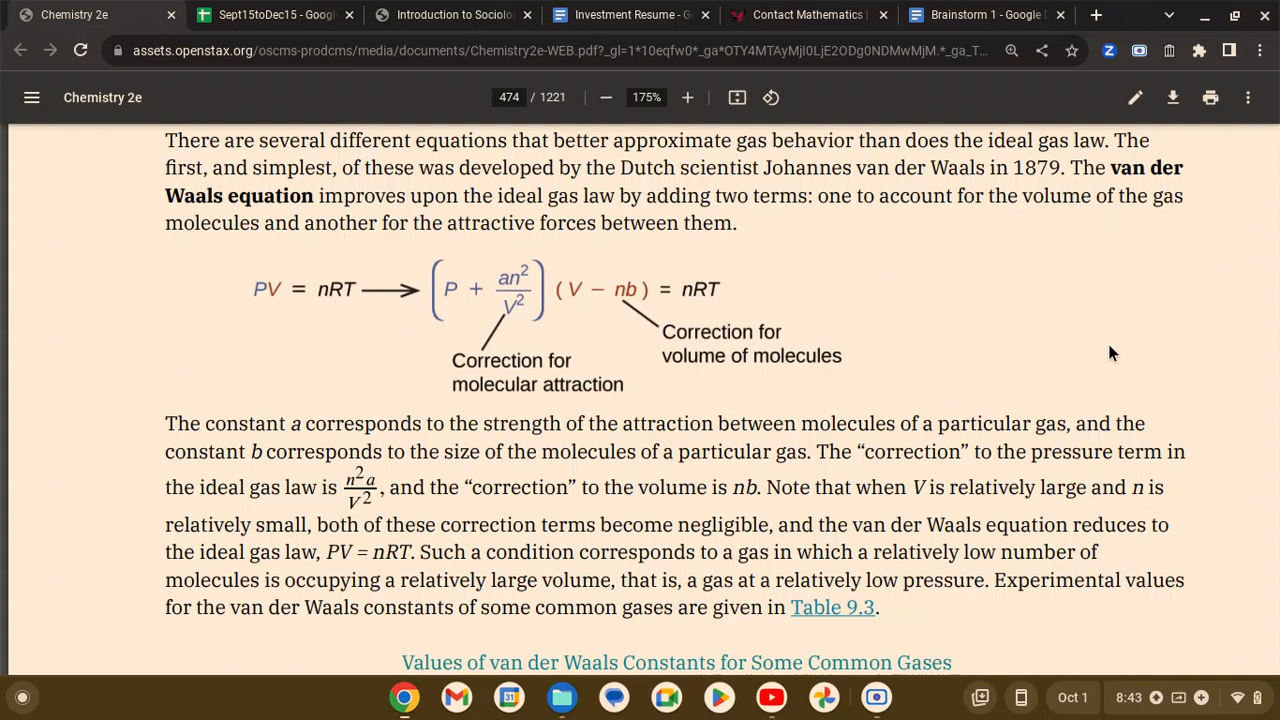 Chemistry 2e
Sept15toDec15 - Googl
Introduction to Sociolo
Investment Resume - G
Contact Mathematics
Brainstorm 1 - Google D
assets.openstax.org/oscms-prodcms/media/documents/Chemistry2e-WEB.pdf?_gl=1*10eqfw0*_ga*OTY4MTAyMjI0LjE2ODg0NDMwMjM.*_ga_T...
Chemistry 2e
474 / 1221
175%
There are several different equations that better approximate gas behavior than does the ideal gas law. The
first, and simplest, of these was developed by the Dutch scientist Johannes van der Waals in 1879. The van der
Waals equation improves upon the ideal gas law by adding two terms: one to account for the volume of the gas
molecules and another for the attractive forces between them.
PV = nRT ⟶ (P + an²/V²) (V − nb) = nRT
Correction for
volume of molecules
Correction for
molecular attraction
The constant a corresponds to the strength of the attraction between molecules of a particular gas, and the
constant b corresponds to the size of the molecules of a particular gas. The “correction” to the pressure term in
the ideal gas law is n²a/V², and the “correction” to the volume is nb. Note that when V is relatively large and n is
relatively small, both of these correction terms become negligible, and the van der Waals equation reduces to
the ideal gas law, PV = nRT. Such a condition corresponds to a gas in which a relatively low number of
molecules is occupying a relatively large volume, that is, a gas at a relatively low pressure. Experimental values
for the van der Waals constants of some common gases are given in Table 9.3.
Values of van der Waals Constants for Some Common Gases
Oct 1
8:43